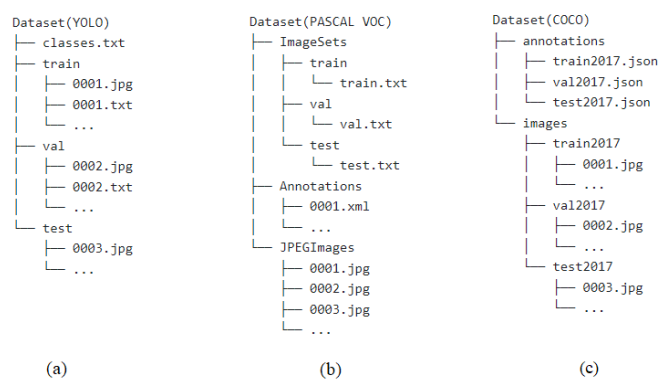 Dataset(YOLO)
├── classes.txt
├── train
│   ├── 0001.jpg
│   ├── 0001.txt
│   └── ...
├── val
│   ├── 0002.jpg
│   ├── 0002.txt
│   └── ...
└── test
    ├── 0003.jpg
    └── ...
(a)
Dataset(PASCAL VOC)
├── ImageSets
│   ├── train
│   │   └── train.txt
│   ├── val
│   │   └── val.txt
│   └── test
│       └── test.txt
├── Annotations
│   ├── 0001.xml
│   └── ...
└── JPEGImages
    ├── 0001.jpg
    ├── 0002.jpg
    ├── 0003.jpg
    └── ...
(b)
Dataset(COCO)
├── annotations
│   ├── train2017.json
│   ├── val2017.json
│   └── test2017.json
└── images
    ├── train2017
    │   ├── 0001.jpg
    │   └── ...
    ├── val2017
    │   ├── 0002.jpg
    │   └── ...
    └── test2017
        ├── 0003.jpg
        └── ...
(c)